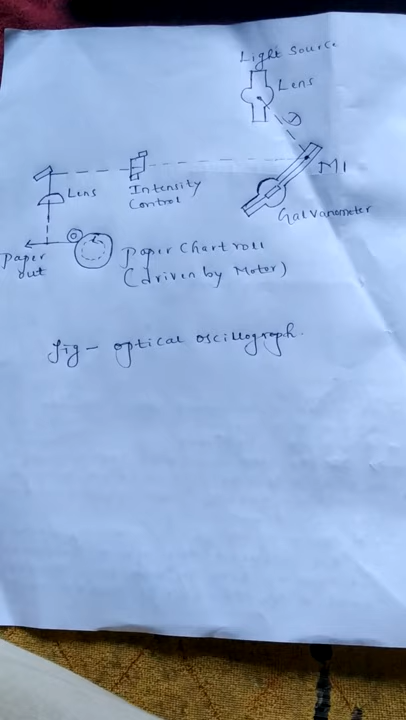 Light Source
Lens
M1
Galvanometer
Lens
Intensity
Control
Paper
out
Paper Chart roll
(driven by Motor)
fig - optical oscillograph.